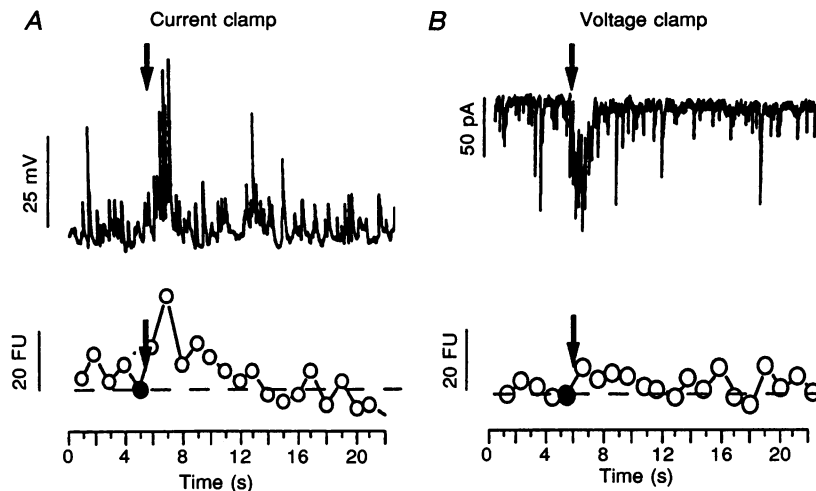 A Current clamp
25 mV
20 FU
0 4 8 12 16 20
Time (s)
B Voltage clamp
50 pA
20 FU
0 4 8 12 16 20
Time (s)